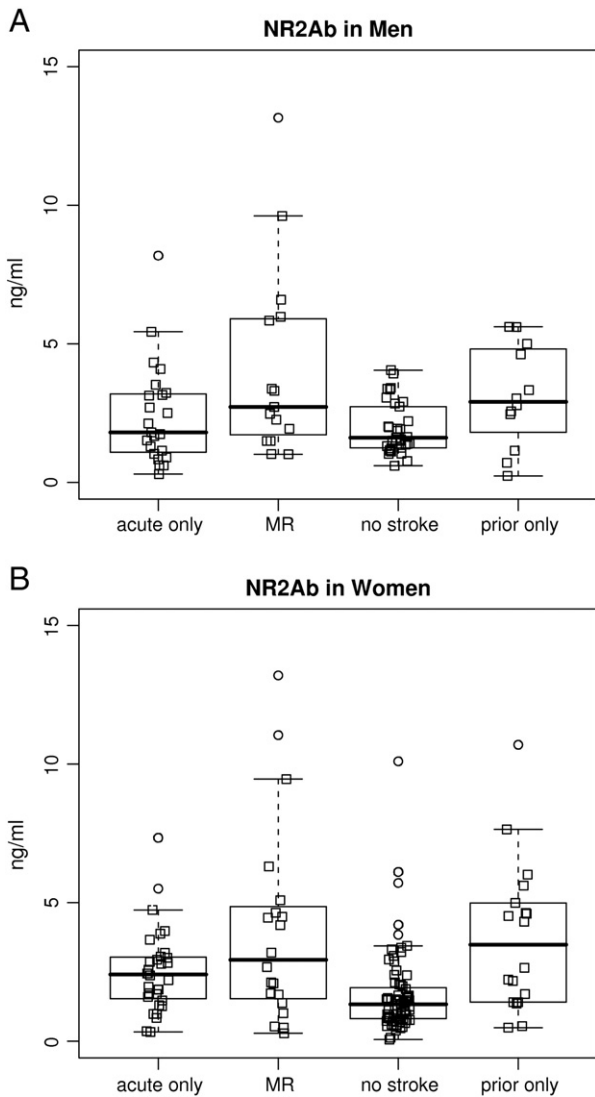 A
NR2Ab in Men
15
10
5
0
ng/ml
acute only MR no stroke prior only
B
NR2Ab in Women
15
10
5
0
ng/ml
acute only MR no stroke prior only